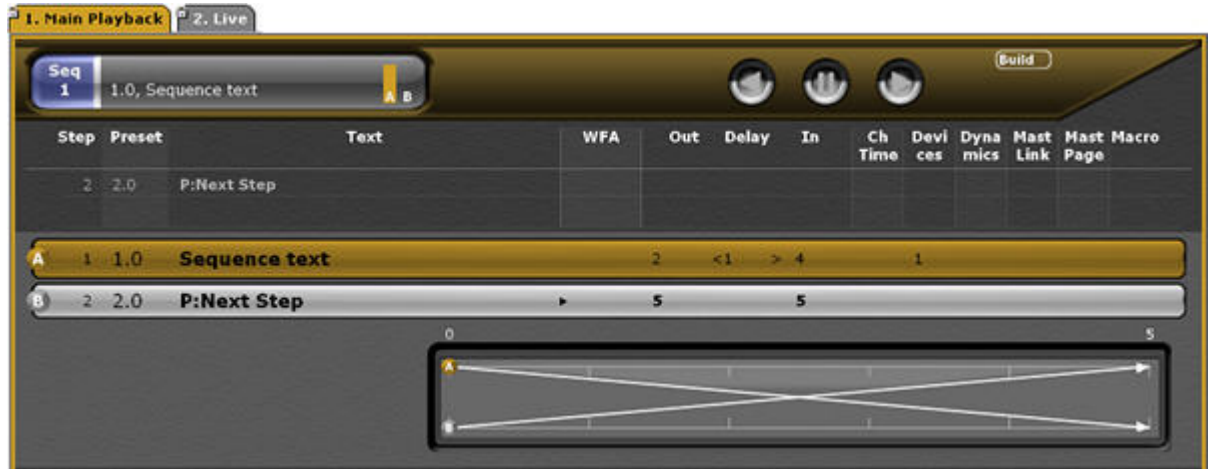 1. Main Playback 2. Live
Seq 1 1.0, Sequence text A B Build
Step Preset Text WFA Out Delay In Ch Time Devi ces Dyna mics Mast Link Mast Page Macro
2 2.0 P:Next Step
A 1 1.0 Sequence text 2 <1 > 4 1
B 2 2.0 P:Next Step 5 5
0 5
A
B